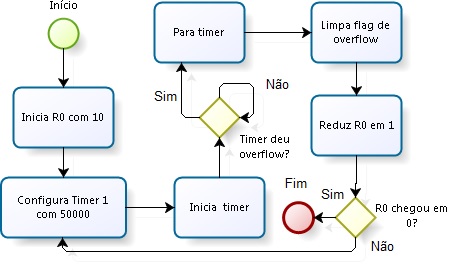 Início
Inicia R0 com 10
Configura Timer 1
com 50000
Inicia timer
Timer deu
overflow?
Não
Sim
Para timer
Limpa flag de
overflow
Reduz R0 em 1
R0 chegou em
0?
Sim
Não
Fim